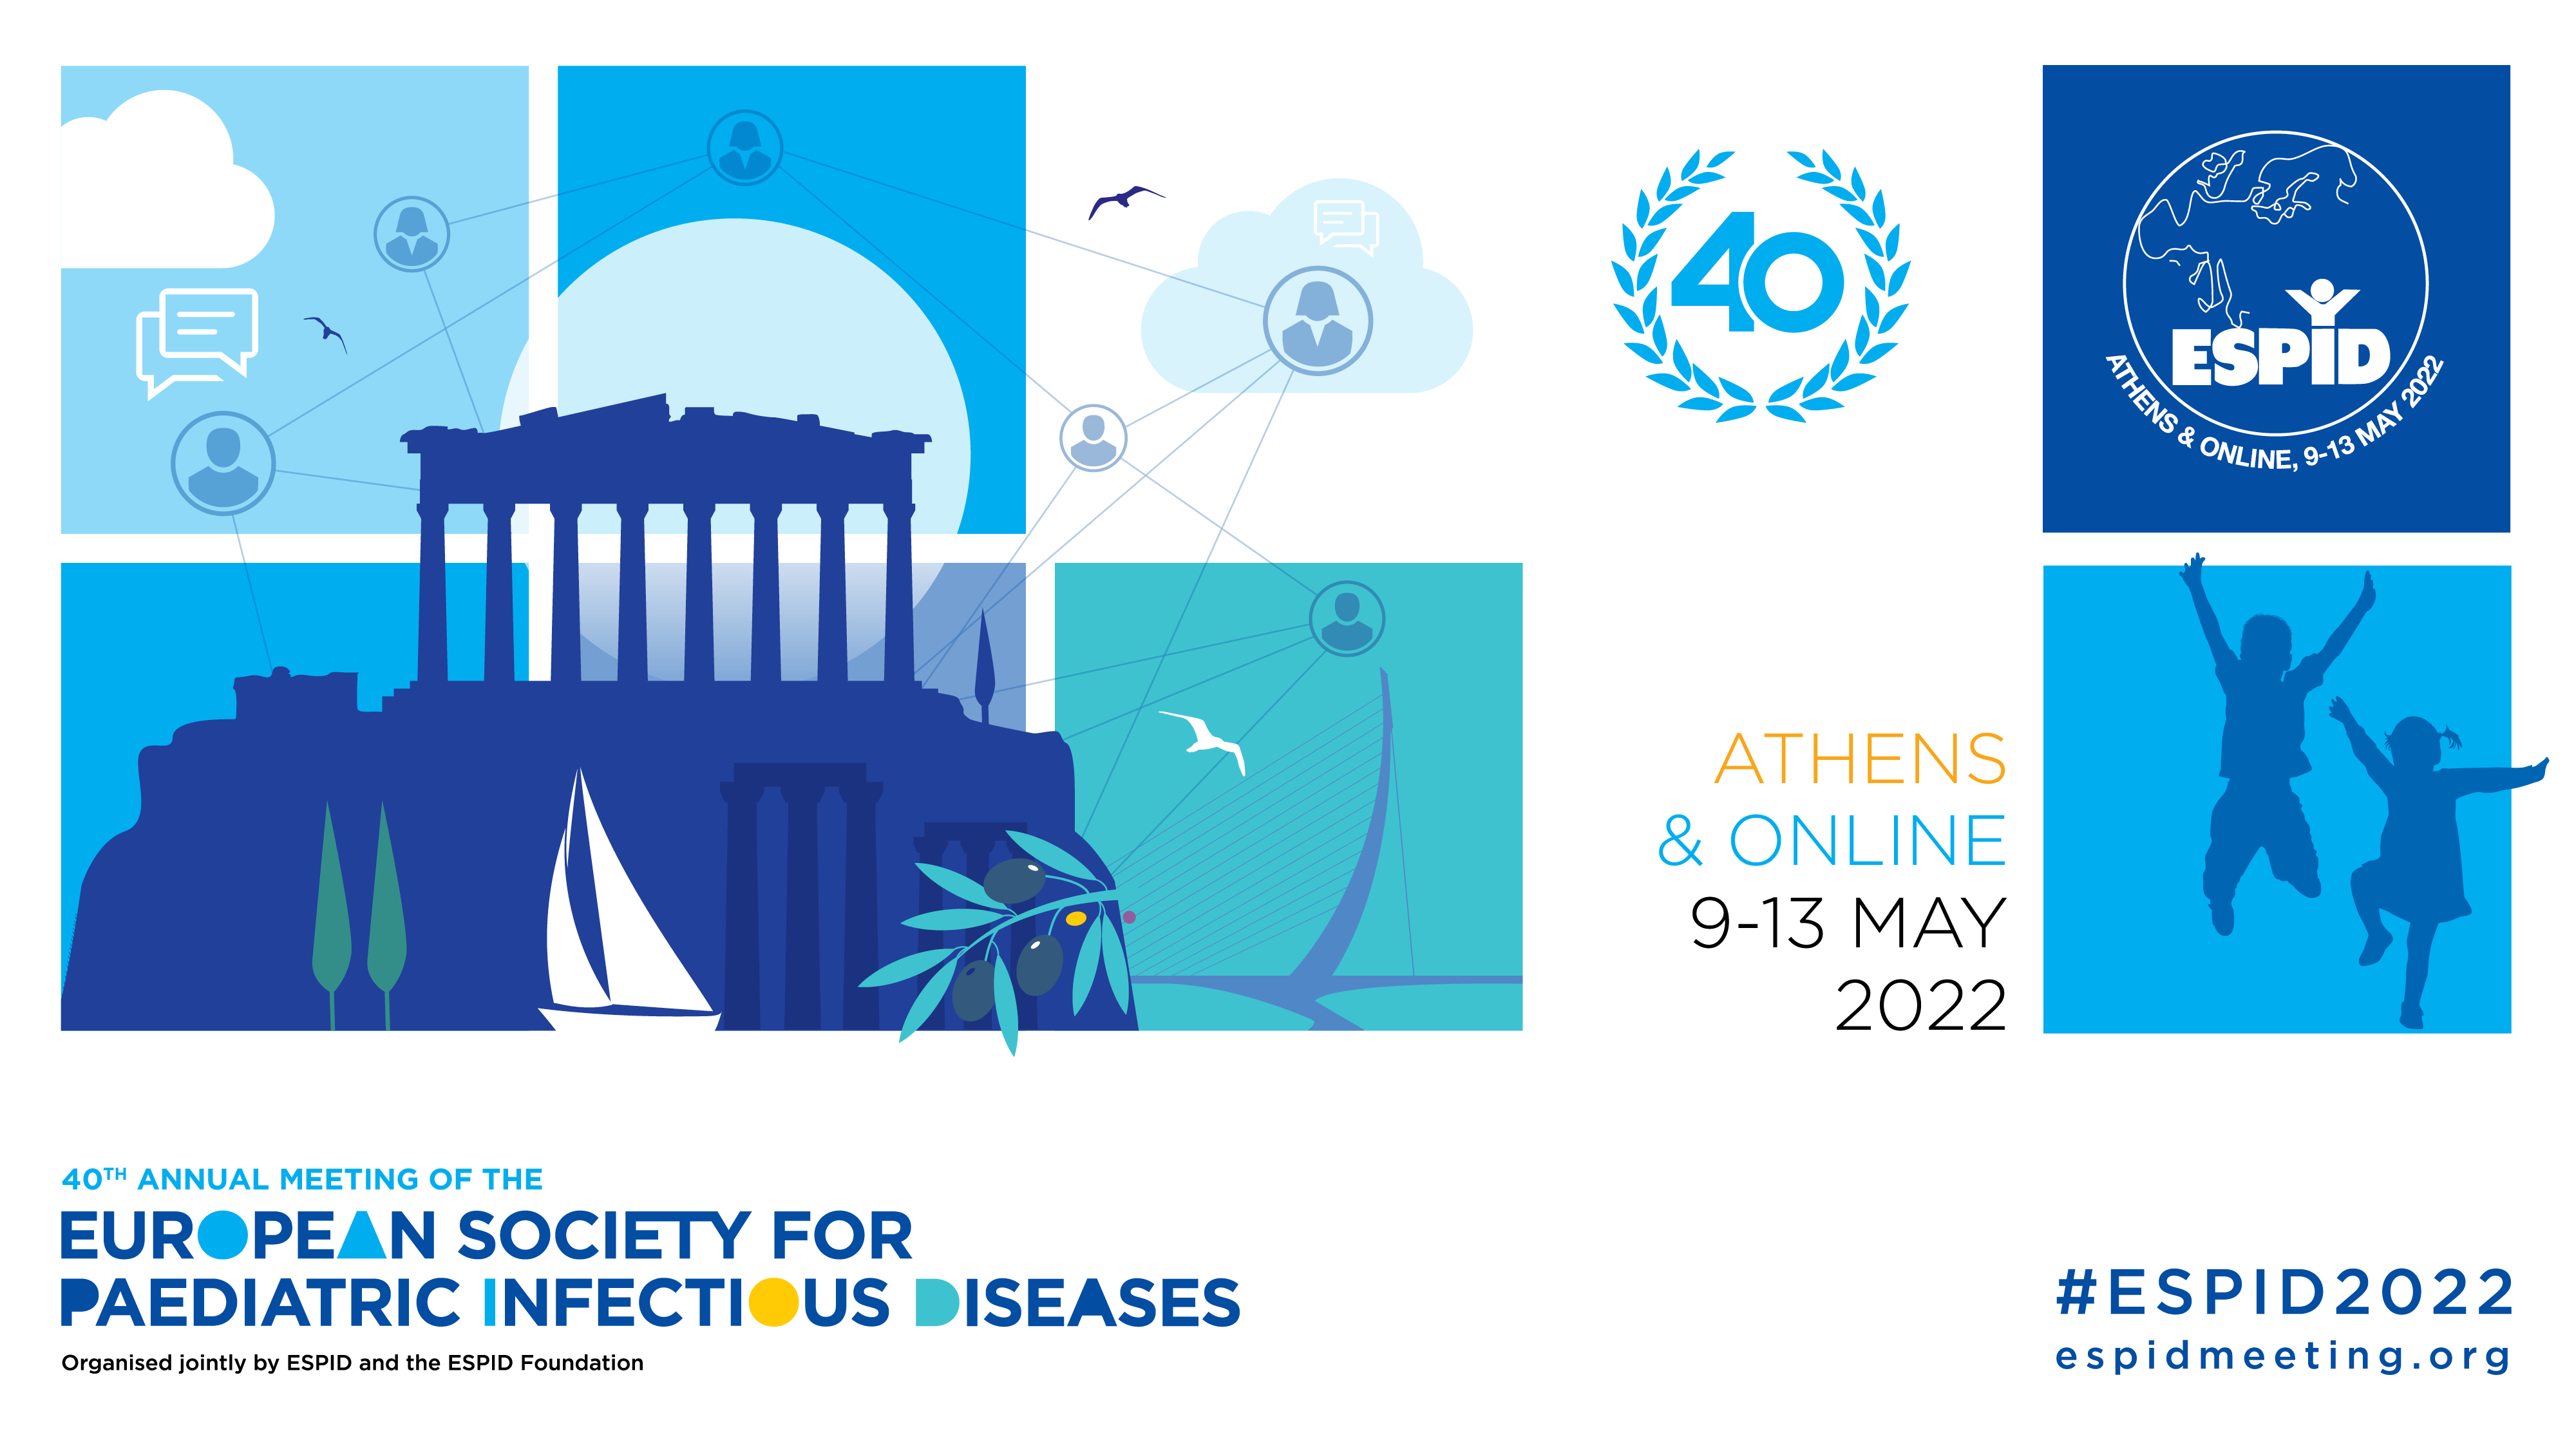 40
ESPID
ATHENS & ONLINE, 9-13 MAY 2022
ATHENS
& ONLINE
9-13 MAY
2022
40TH ANNUAL MEETING OF THE
EUROPEAN SOCIETY FOR
PAEDIATRIC INFECTIOUS DISEASES
Organised jointly by ESPID and the ESPID Foundation
#ESPID2022
espidmeeting.org